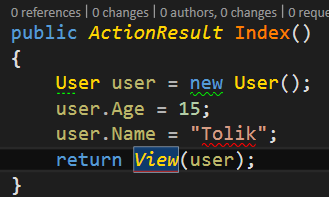 0 references | 0 changes | 0 authors, 0 changes | 0 reque
public ActionResult Index()
{
User user = new User();
user.Age = 15;
user.Name = "Tolik";
return View(user);
}